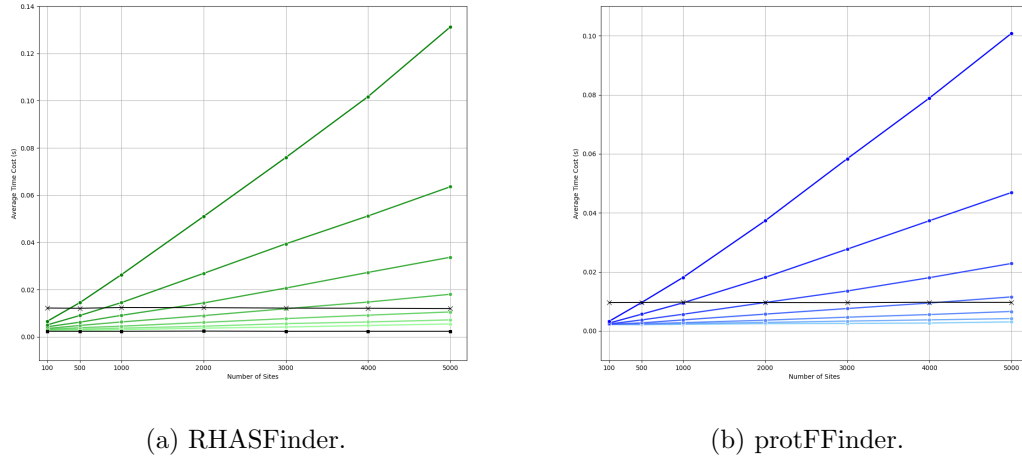 0.14
0.12
0.10
0.08
0.06
0.04
0.02
0.00
Average Time Cost (s)
100 500 1000 2000 3000 4000 5000
Number of Sites
(a) RHASFinder.
0.10
0.08
0.06
0.04
0.02
0.00
Average Time Cost (s)
100 500 1000 2000 3000 4000 5000
Number of Sites
(b) protFFinder.